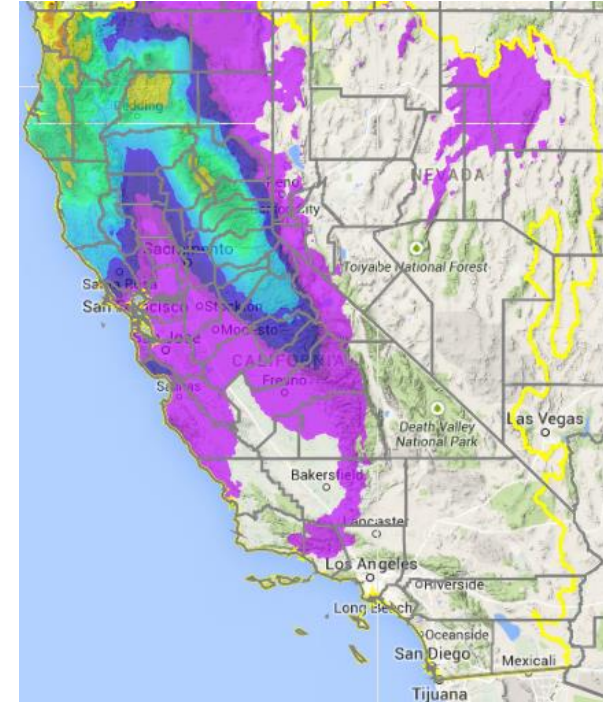 Redding
NEVADA
Reno
City
Toiyabe National Forest
Sacramento
Santa Rosa
San Francisco
Stockton
Modesto
San Jose
CALIFORNIA
Salinas
Fresno
Las Vegas
Death Valley
National Park
Bakersfield
Lancaster
Los Angeles
Riverside
Long Beach
Oceanside
San Diego
Mexicali
Tijuana